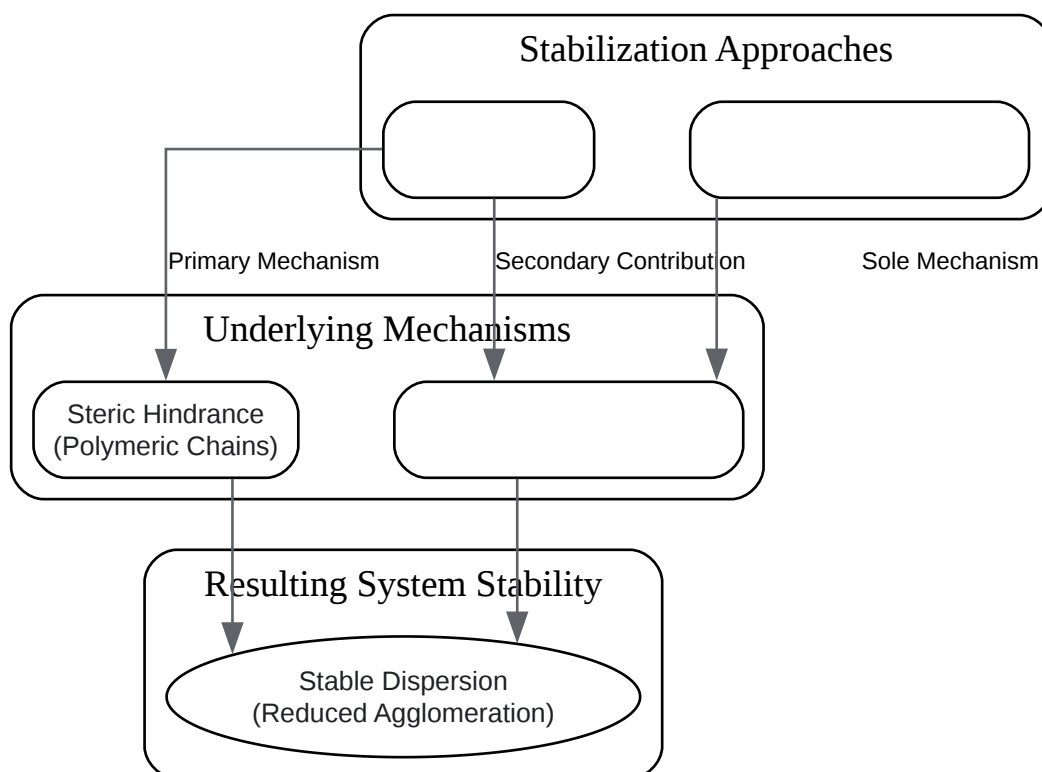 Stabilization Approaches
Primary Mechanism
Secondary Contribution
Sole Mechanism
Underlying Mechanisms
Steric Hindrance
(Polymeric Chains)
Resulting System Stability
Stable Dispersion
(Reduced Agglomeration)